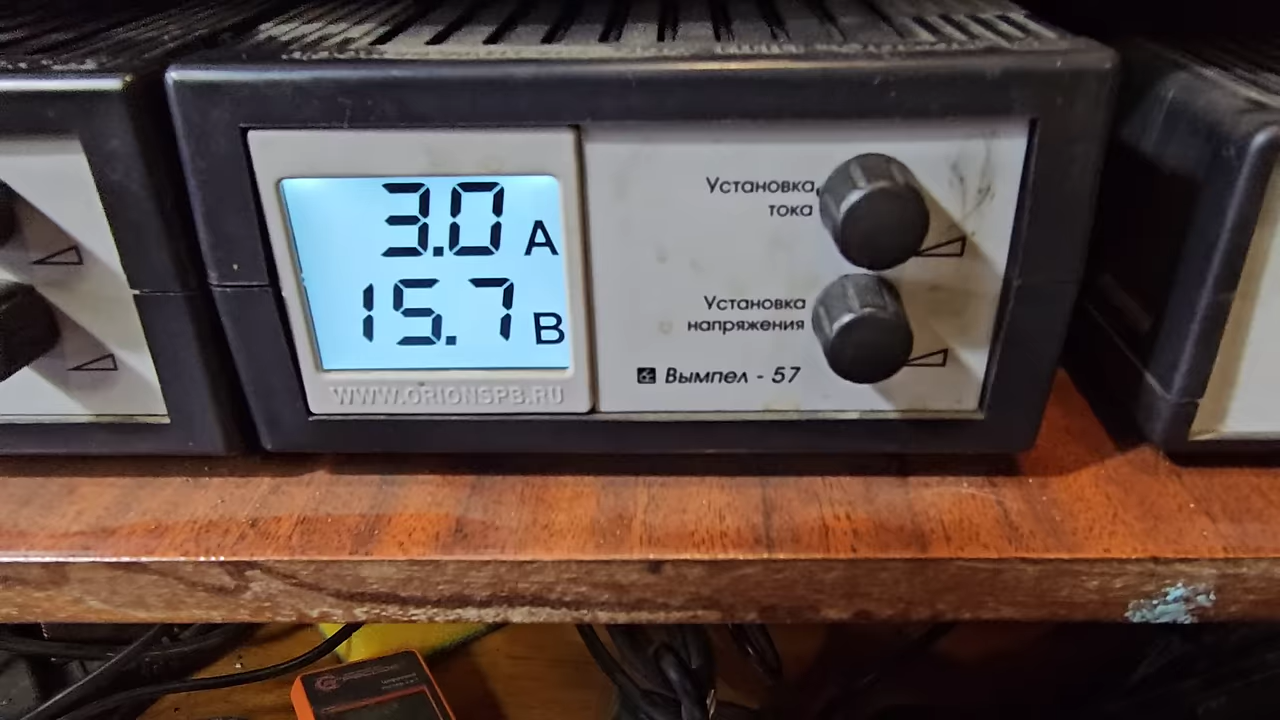 3.0 A
15.7 В
Установка
тока
Установка
напряжения
Вымпел - 57
WWW.ORIONSPB.RU